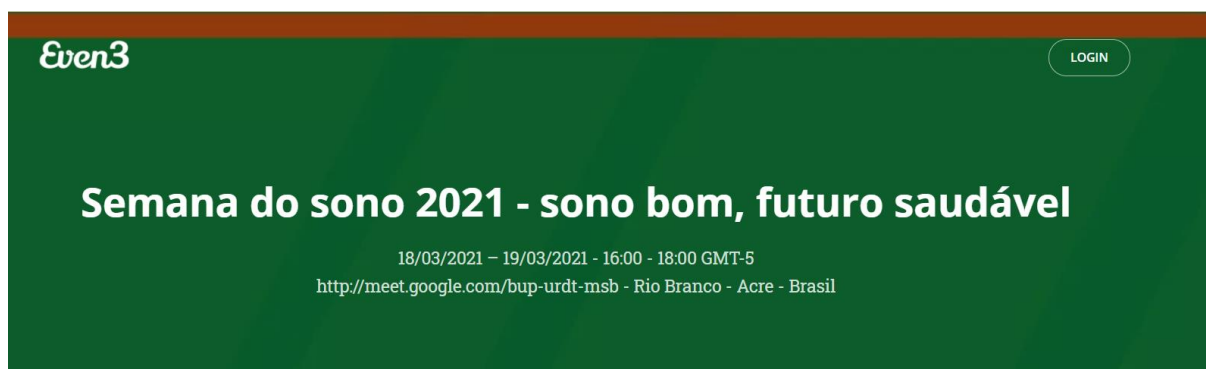 Even3
LOGIN
Semana do sono 2021 - sono bom, futuro saudável
18/03/2021 – 19/03/2021 - 16:00 - 18:00 GMT-5
http://meet.google.com/bup-urdt-msb - Rio Branco - Acre - Brasil